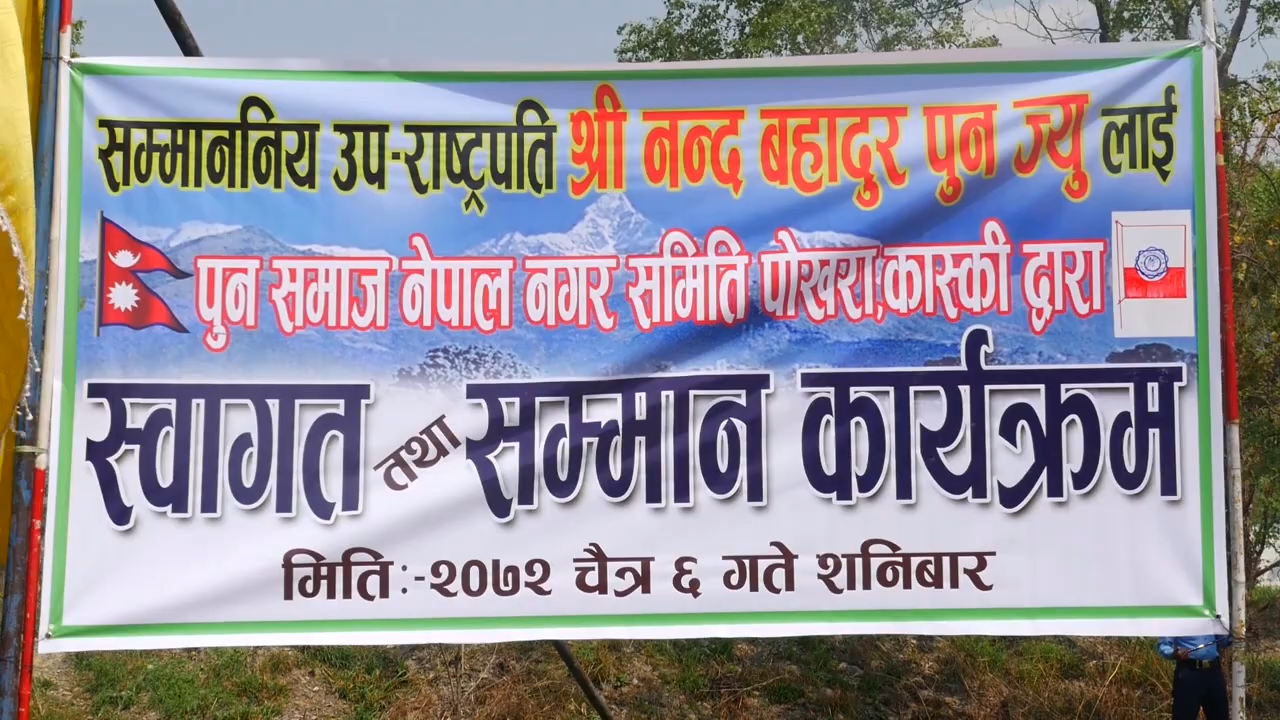 सम्माननिय उप-राष्ट्रपति श्री नन्द बहादुर पुन ज्यु लाई
पुन समाज नेपाल नगर समिति पोखरा,कास्की द्वारा
स्वागत तथा सम्मान कार्यक्रम
मिति:-२०७२ चैत्र ६ गते शनिबार